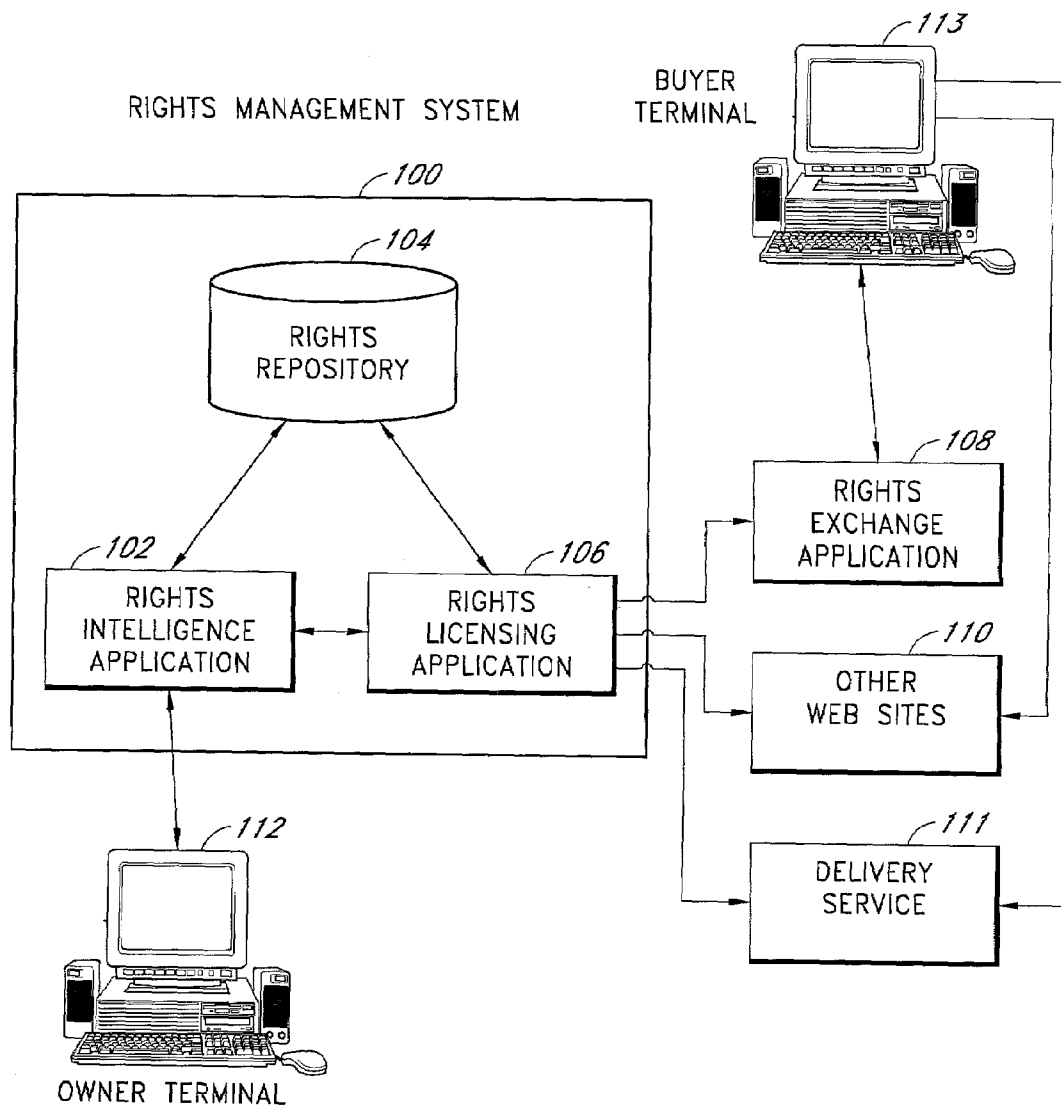 113
BUYER
TERMINAL
RIGHTS MANAGEMENT SYSTEM
100
104
RIGHTS
REPOSITORY
108
RIGHTS
EXCHANGE
APPLICATION
102
RIGHTS
INTELLIGENCE
APPLICATION
106
RIGHTS
LICENSING
APPLICATION
110
OTHER
WEB SITES
112
111
DELIVERY
SERVICE
OWNER TERMINAL